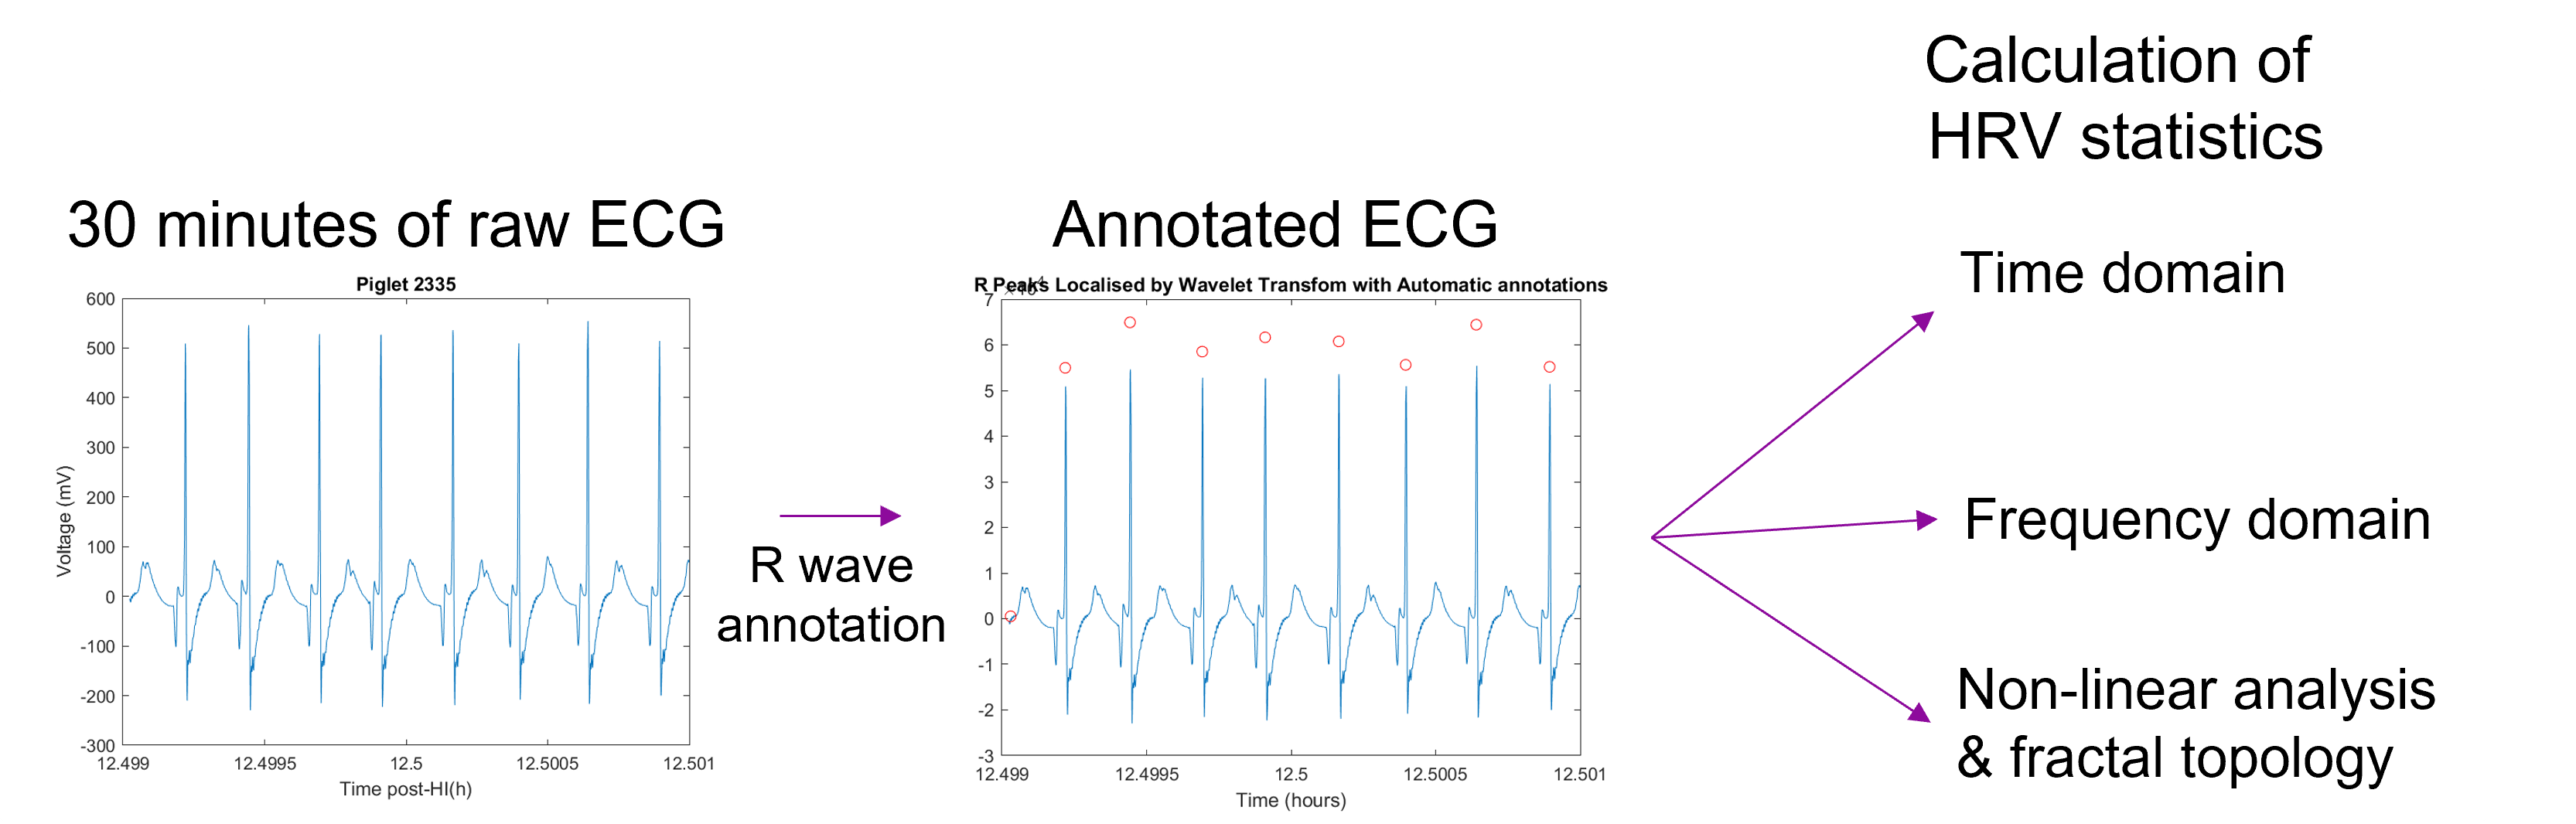 Calculation of
HRV statistics
30 minutes of raw ECG
Annotated ECG
Time domain
Frequency domain
Non-linear analysis
& fractal topology
R wave
annotation
Piglet 2335
600
500
400
300
200
100
0
-100
-200
-300
Voltage (mV)
12.499
12.4995
12.5
12.5005
12.501
Time post-HI(h)
R Peaks Localised by Wavelet Transfom with Automatic annotations
7
6
5
4
3
2
1
0
-1
-2
-3
12.499
12.4995
12.5
12.5005
12.501
Time (hours)